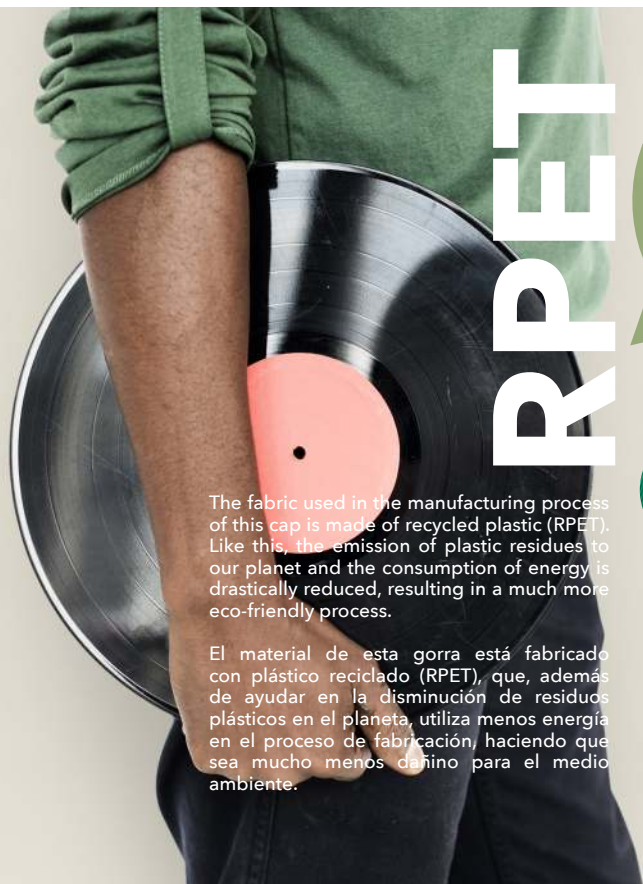 RPET
The fabric used in the manufacturing process
of this cap is made of recycled plastic (RPET).
Like this, the emission of plastic residues to
our planet and the consumption of energy is
drastically reduced, resulting in a much more
eco-friendly process.
El material de esta gorra está fabricado
con plástico reciclado (RPET), que, además
de ayudar en la disminución de residuos
plásticos en el planeta, utiliza menos energía
en el proceso de fabricación, haciendo que
sea mucho menos dañino para el medio
ambiente.